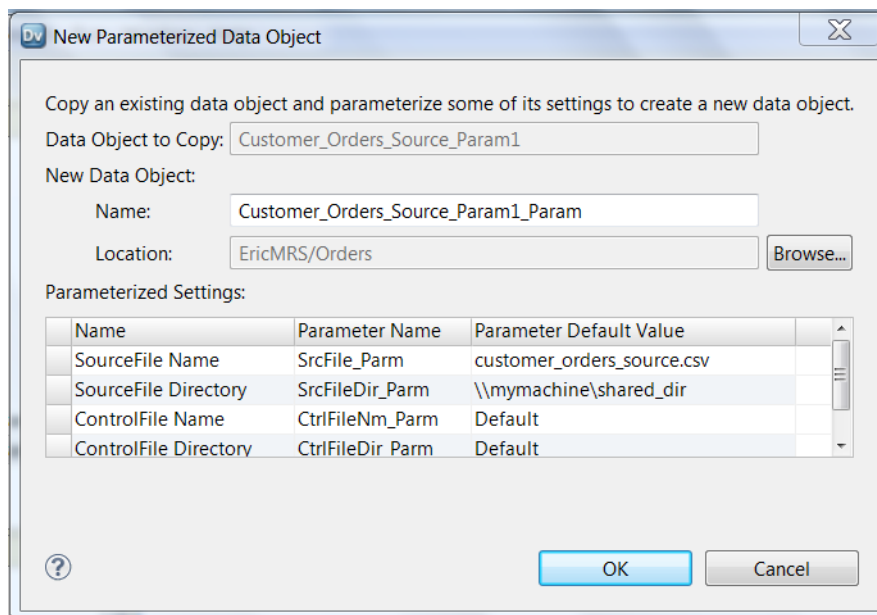 Dv New Parameterized Data Object
Copy an existing data object and parameterize some of its settings to create a new data object.
Data Object to Copy: Customer_Orders_Source_Param1
New Data Object:
Name: Customer_Orders_Source_Param1_Param
Location: EricMRS/Orders Browse...
Parameterized Settings:
Name Parameter Name Parameter Default Value
SourceFile Name SrcFile_Parm customer_orders_source.csv
SourceFile Directory SrcFileDir_Parm \\mymachine\shared_dir
ControlFile Name CtrlFileNm_Parm Default
ControlFile Directory CtrlFileDir Parm Default
? OK Cancel